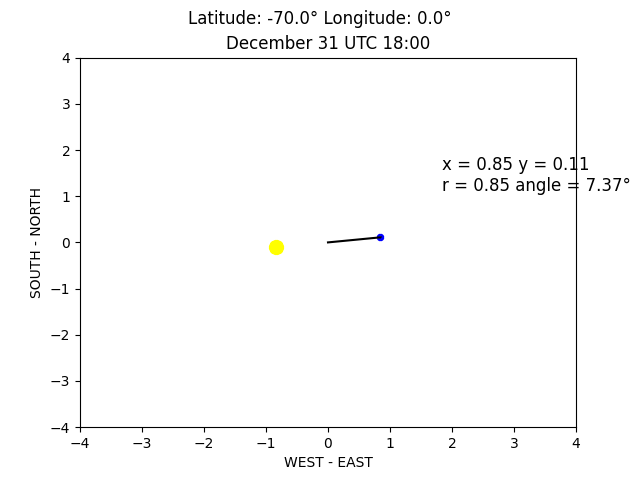 Latitude: -70.0° Longitude: 0.0°
December 31 UTC 18:00
4
3
2
x = 0.85 y = 0.11
r = 0.85 angle = 7.37°
1
0
−1
−2
−3
−4
SOUTH - NORTH
−4 −3 −2 −1 0 1 2 3 4
WEST - EAST